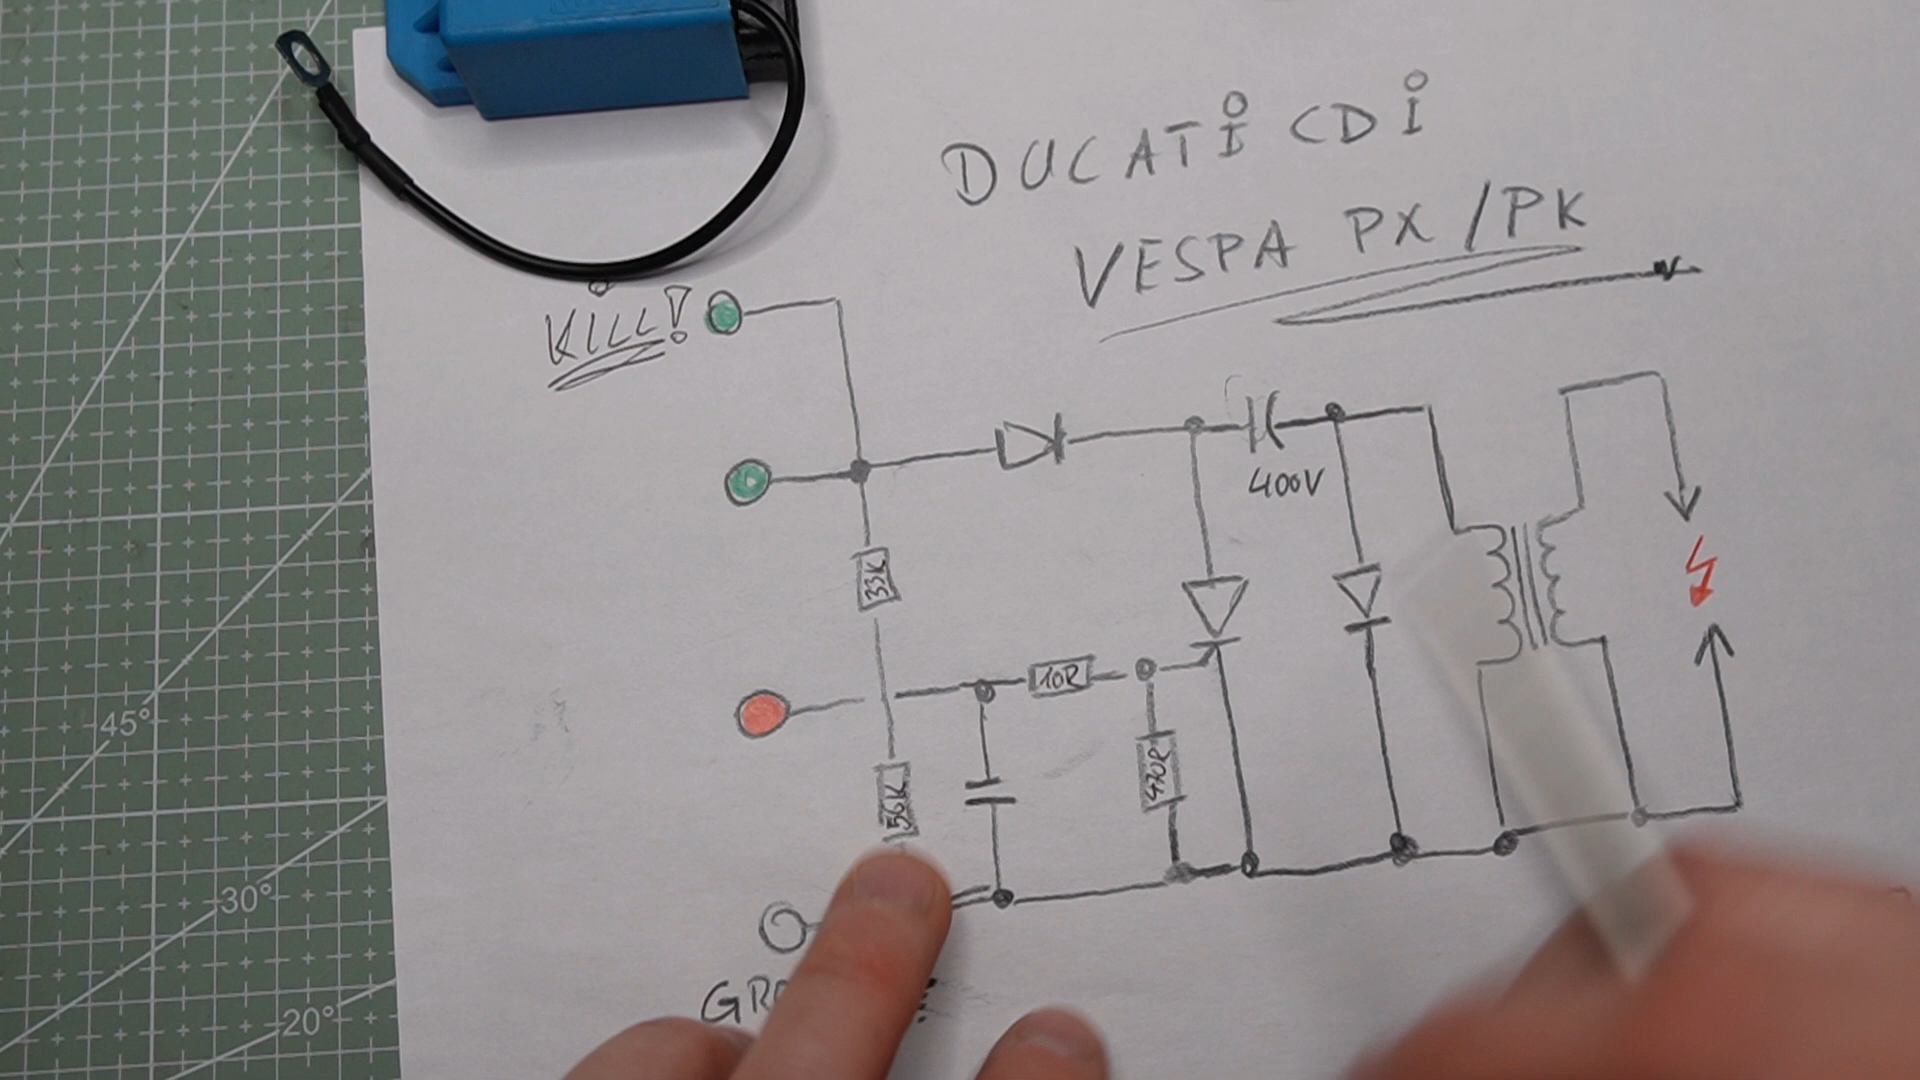 DUCATI CDI
VESPA PX/PK
KILL!
400V
33K
10R
470R
56K
45°
30°
20°